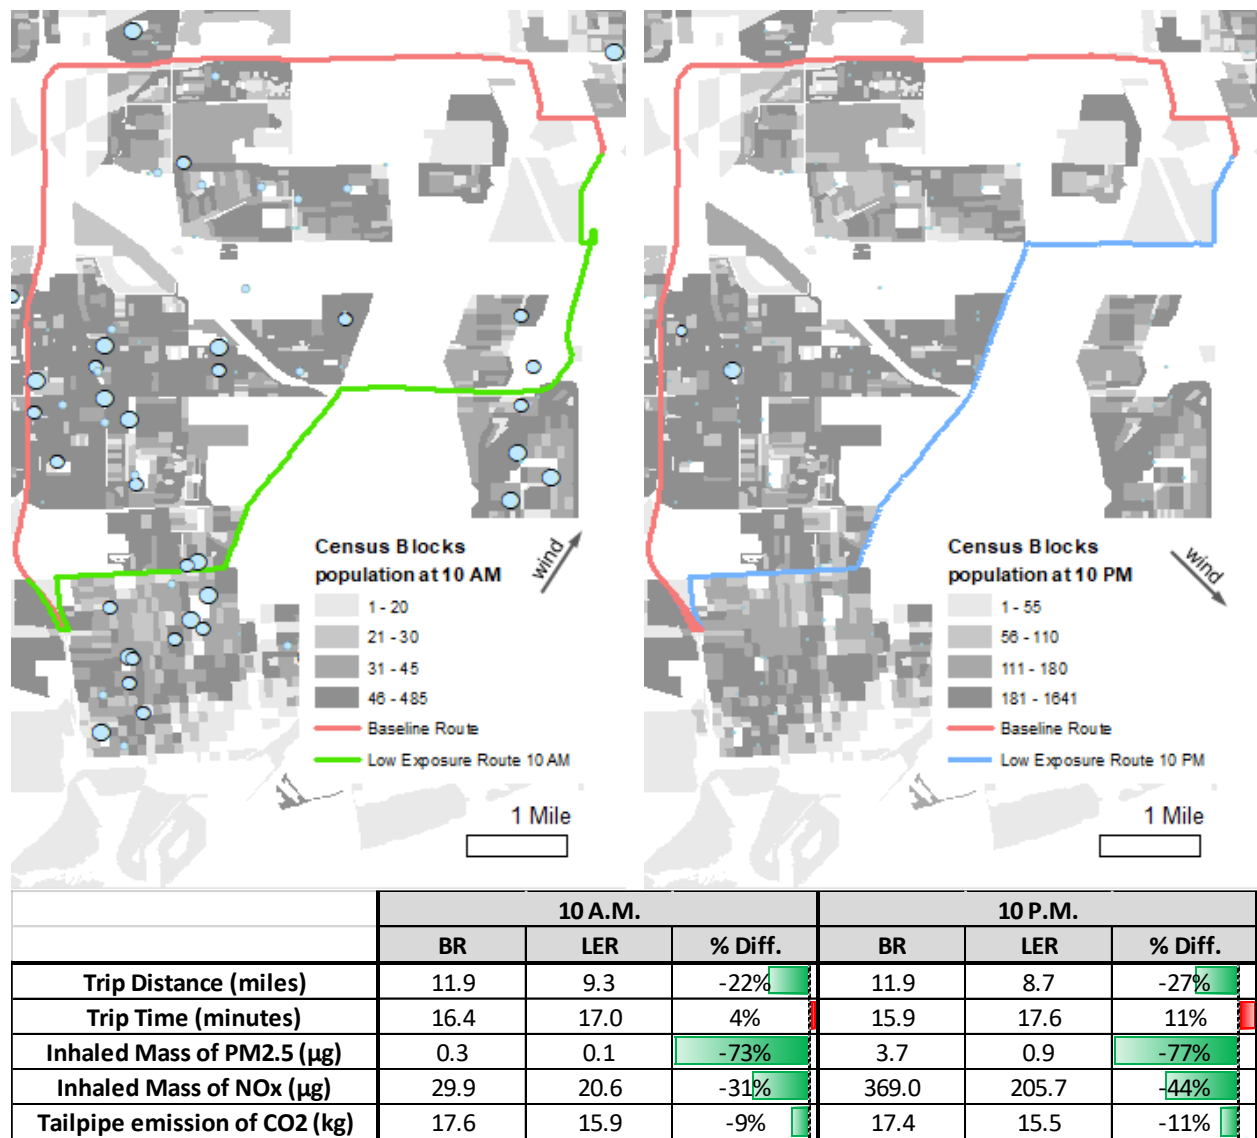 wind
Census Blocks
population at 10 AM
1 - 20
21 - 30
31 - 45
46 - 485
Baseline Route
Low Exposure Route 10 AM
1 Mile
wind
Census Blocks
population at 10 PM
1 - 55
56 - 110
111 - 180
181 - 1641
Baseline Route
Low Exposure Route 10 PM
1 Mile
10 A.M. 10 P.M.
BR LER % Diff. BR LER % Diff.
Trip Distance (miles) 11.9 9.3 -22% 11.9 8.7 -27%
Trip Time (minutes) 16.4 17.0 4% 15.9 17.6 11%
Inhaled Mass of PM2.5 (µg) 0.3 0.1 -73% 3.7 0.9 -77%
Inhaled Mass of NOx (µg) 29.9 20.6 -31% 369.0 205.7 -44%
Tailpipe emission of CO2 (kg) 17.6 15.9 -9% 17.4 15.5 -11%